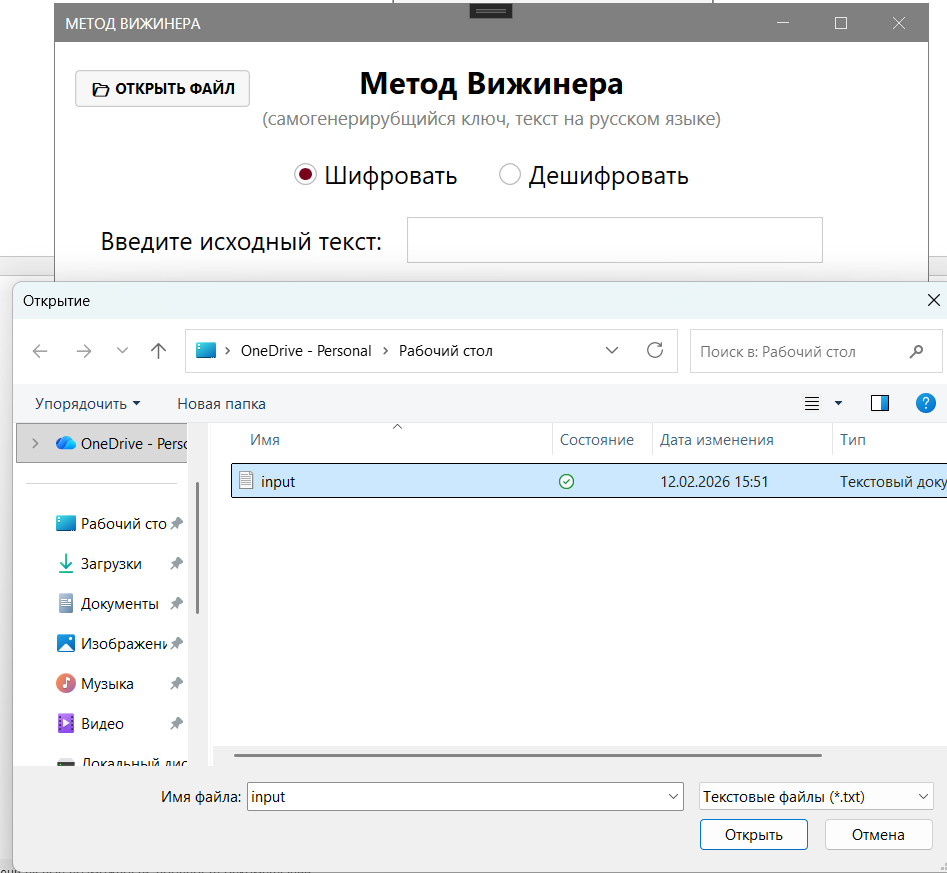 МЕТОД ВИЖИНЕРА
ОТКРЫТЬ ФАЙЛ
Метод Вижинера
(самогенерирубщийся ключ, текст на русском языке)
Шифровать Дешифровать
Введите исходный текст:
Открытие
OneDrive - Personal › Рабочий стол
Поиск в: Рабочий стол
Упорядочить Новая папка
OneDrive - Persc
Имя Состояние Дата изменения Тип
input 12.02.2026 15:51 Текстовый доку
Рабочий сто
Загрузки
Документы
Изображени
Музыка
Видео
Локальный дис
Имя файла: input Текстовые файлы (*.txt)
Открыть Отмена